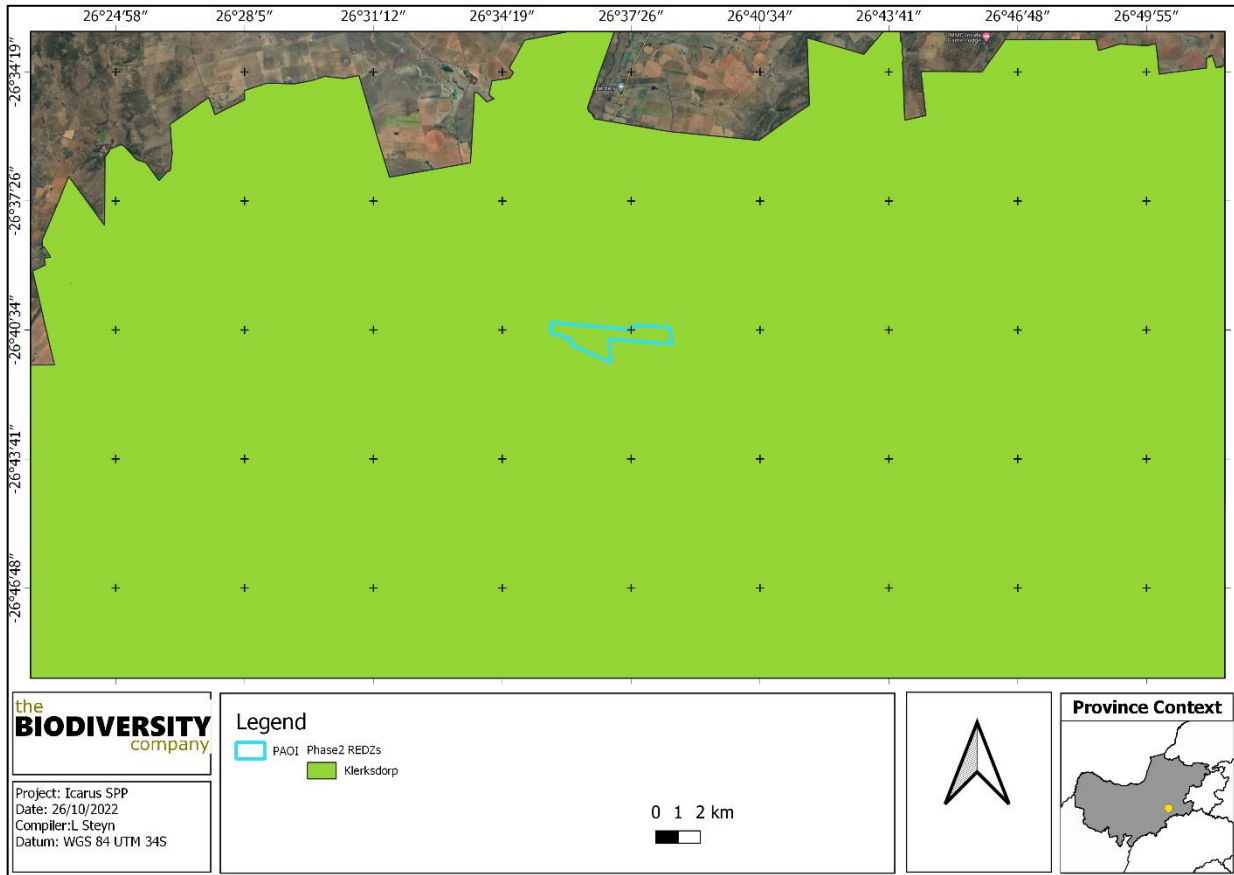 26°24′58″ 26°28′5″ 26°31′12″ 26°34′19″ 26°37′26″ 26°40′34″ 26°43′41″ 26°46′48″ 26°49′55″
-26°34′19″
-26°37′26″
-26°40′34″
-26°43′41″
-26°46′48″
the
BIODIVERSITY
company
Project: Icarus SPP
Date: 26/10/2022
Compiler:L Steyn
Datum: WGS 84 UTM 34S
Legend
PAOI Phase2 REDZs
Klerksdorp
0 1 2 km
Province Context